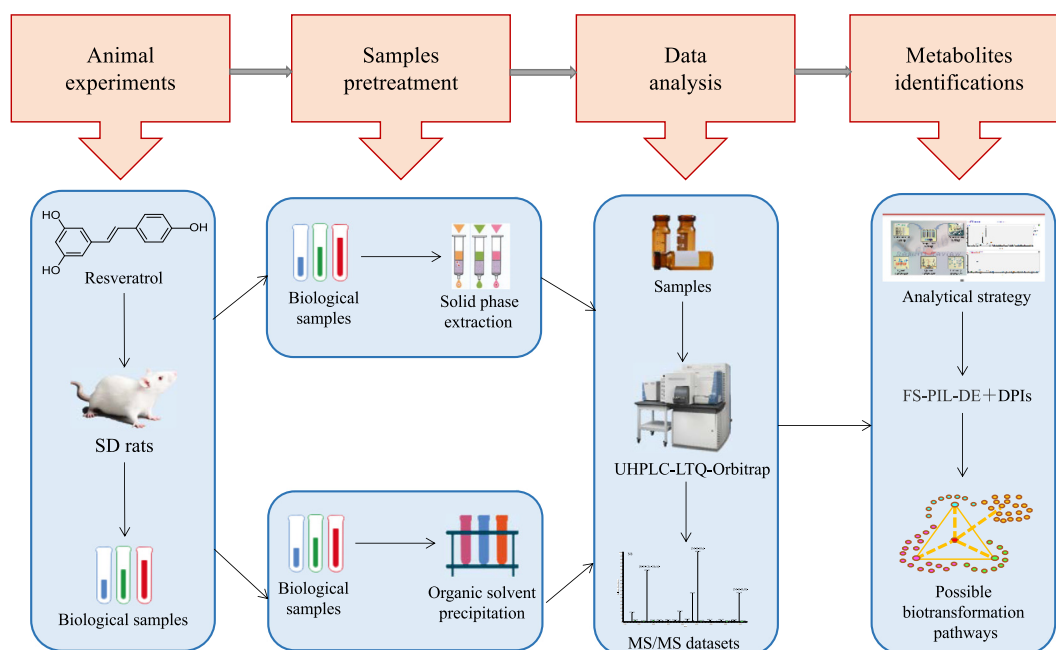 Animal
experiments
Samples
pretreatment
Data
analysis
Metabolites
identifications
HO
OH
HO
Resveratrol
SD rats
Biological samples
Biological
samples
Solid phase
extraction
Biological
samples
Organic solvent
precipitation
Samples
UHPLC-LTQ-Orbitrap
MS/MS datasets
Analytical strategy
FS-PIL-DE+DPIs
Possible
biotransformation
pathways